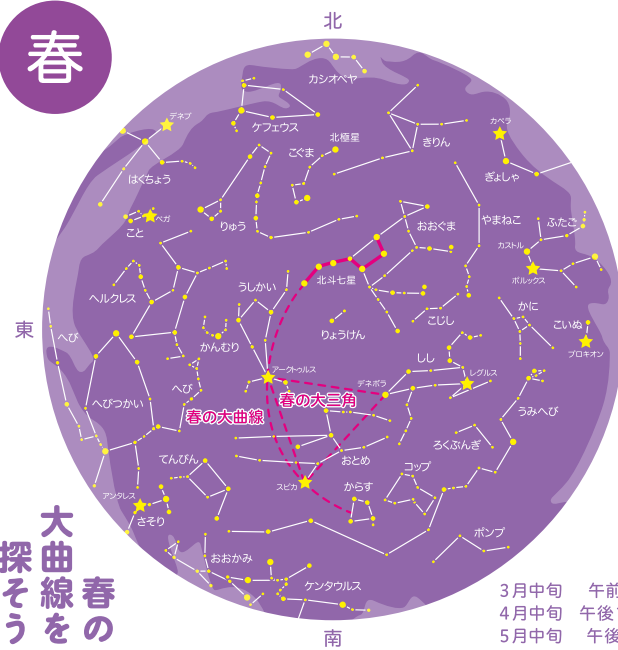 春
北
カシオペヤ
デネブ
ケフェウス
北極星
きりん
カペラ
こぐま
ぎょしゃ
はくちょう
ベガ
こと
りゅう
おおぐま
やまねこ
ふたご
カストル
ポルックス
北斗七星
うしかい
ヘルクレス
こじし
かに
こいぬ
プロキオン
東
へび
かんむり
りょうけん
しし
レグルス
アークトゥルス
デネボラ
へび
へびつかい
春の大三角
春の大曲線
うみへび
ろくぶんぎ
おとめ
てんびん
コップ
スピカ
からす
アンタレス
さそり
ポンプ
おおかみ
ケンタウルス
南
春の
大曲線を
探そう
3月中旬 午前
4月中旬 午後
5月中旬 午後